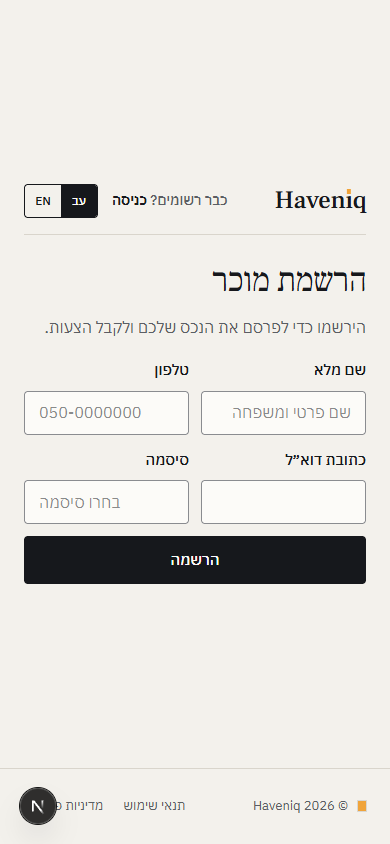 Haveniq
כבר רשומים? כניסה
עב
EN
הרשמת מוכר
הירשמו כדי לפרסם את הנכס שלכם ולקבל הצעות.
שם מלא
טלפון
שם פרטי ומשפחה
050-0000000
כתובת דוא״ל
סיסמה
בחרו סיסמה
הרשמה
© 2026 Haveniq
תנאי שימוש
מדיניות
N